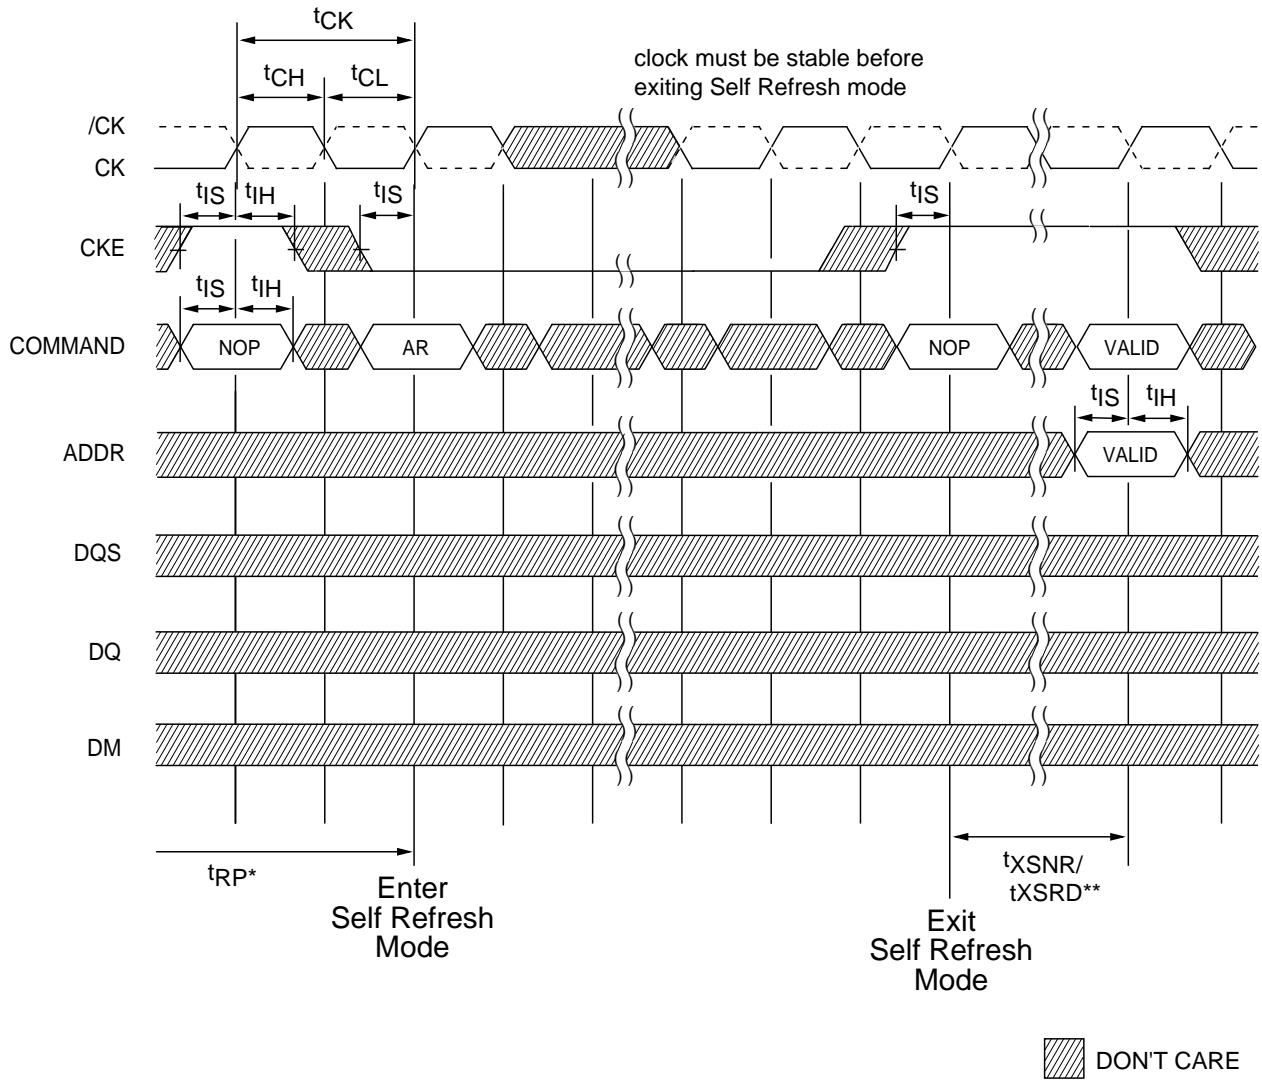 tCK
clock must be stable before
exiting Self Refresh mode
tCH
tCL
/CK
CK
tIS
tIH
tIS
tIS
CKE
tIS
tIH
COMMAND
NOP
AR
NOP
VALID
tIS
tIH
ADDR
VALID
DQS
DQ
DM
tRP*
tXSNR/
tXSRD**
Enter
Self Refresh
Mode
Exit
Self Refresh
Mode
DON'T CARE